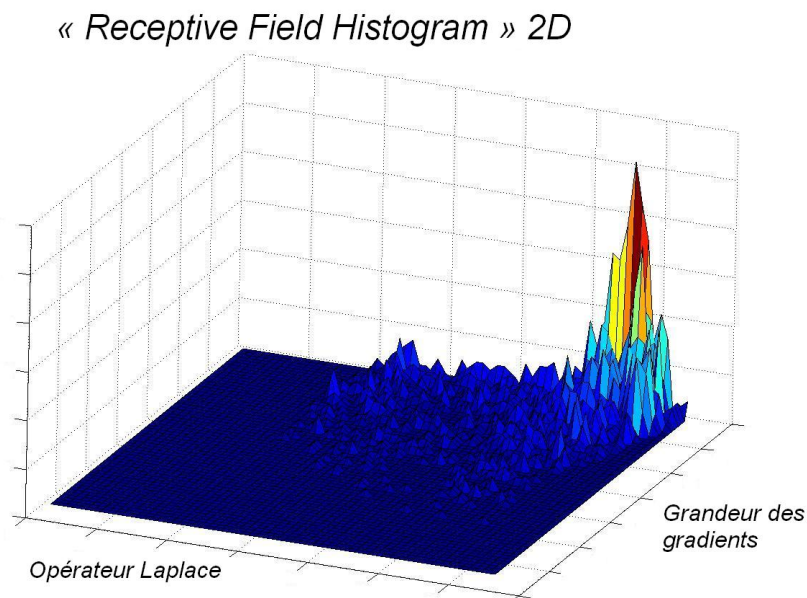 « Receptive Field Histogram » 2D
Grandeur des
gradients
Opérateur Laplace